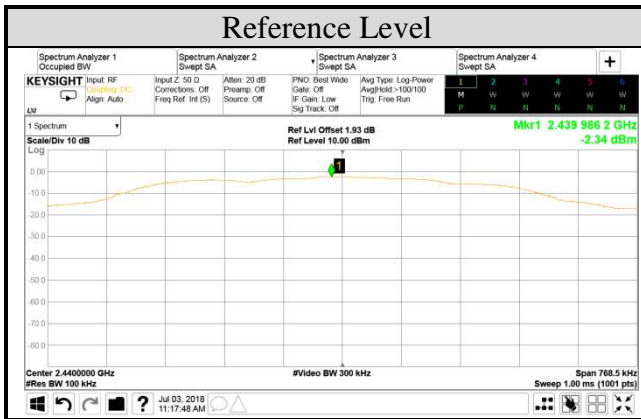 Reference Level
Spectrum Analyzer 1
Occupied BW
Spectrum Analyzer 2
Swept SA
Spectrum Analyzer 3
Swept SA
Spectrum Analyzer 4
Swept SA
+
KEYSIGHT
Input: RF
Coupling: DC
Align: Auto
Input Z: 50 Ω
Corrections: Off
Freq Ref: Int (S)
Atten: 20 dB
Preamp: Off
Source: Off
PNO: Best Wide
Gate: Off
IF Gain: Low
Sig Track: Off
Avg Type: Log-Power
Avg|Hold:>100/100
Trig: Free Run
1 2 3 4 5 6
M W W W W W
P N N N N N
LXI
1 Spectrum
Scale/Div 10 dB
Log
Ref Lvl Offset 1.93 dB
Ref Level 10.00 dBm
Mkr1 2.439 986 2 GHz
-2.34 dBm
1
0.00
-10.0
-20.0
-30.0
-40.0
-50.0
-60.0
-70.0
-80.0
Center 2.4400000 GHz
#Res BW 100 kHz
#Video BW 300 kHz
Span 768.5 kHz
Sweep 1.00 ms (1001 pts)
?
Jul 03, 2018
11:17:48 AM